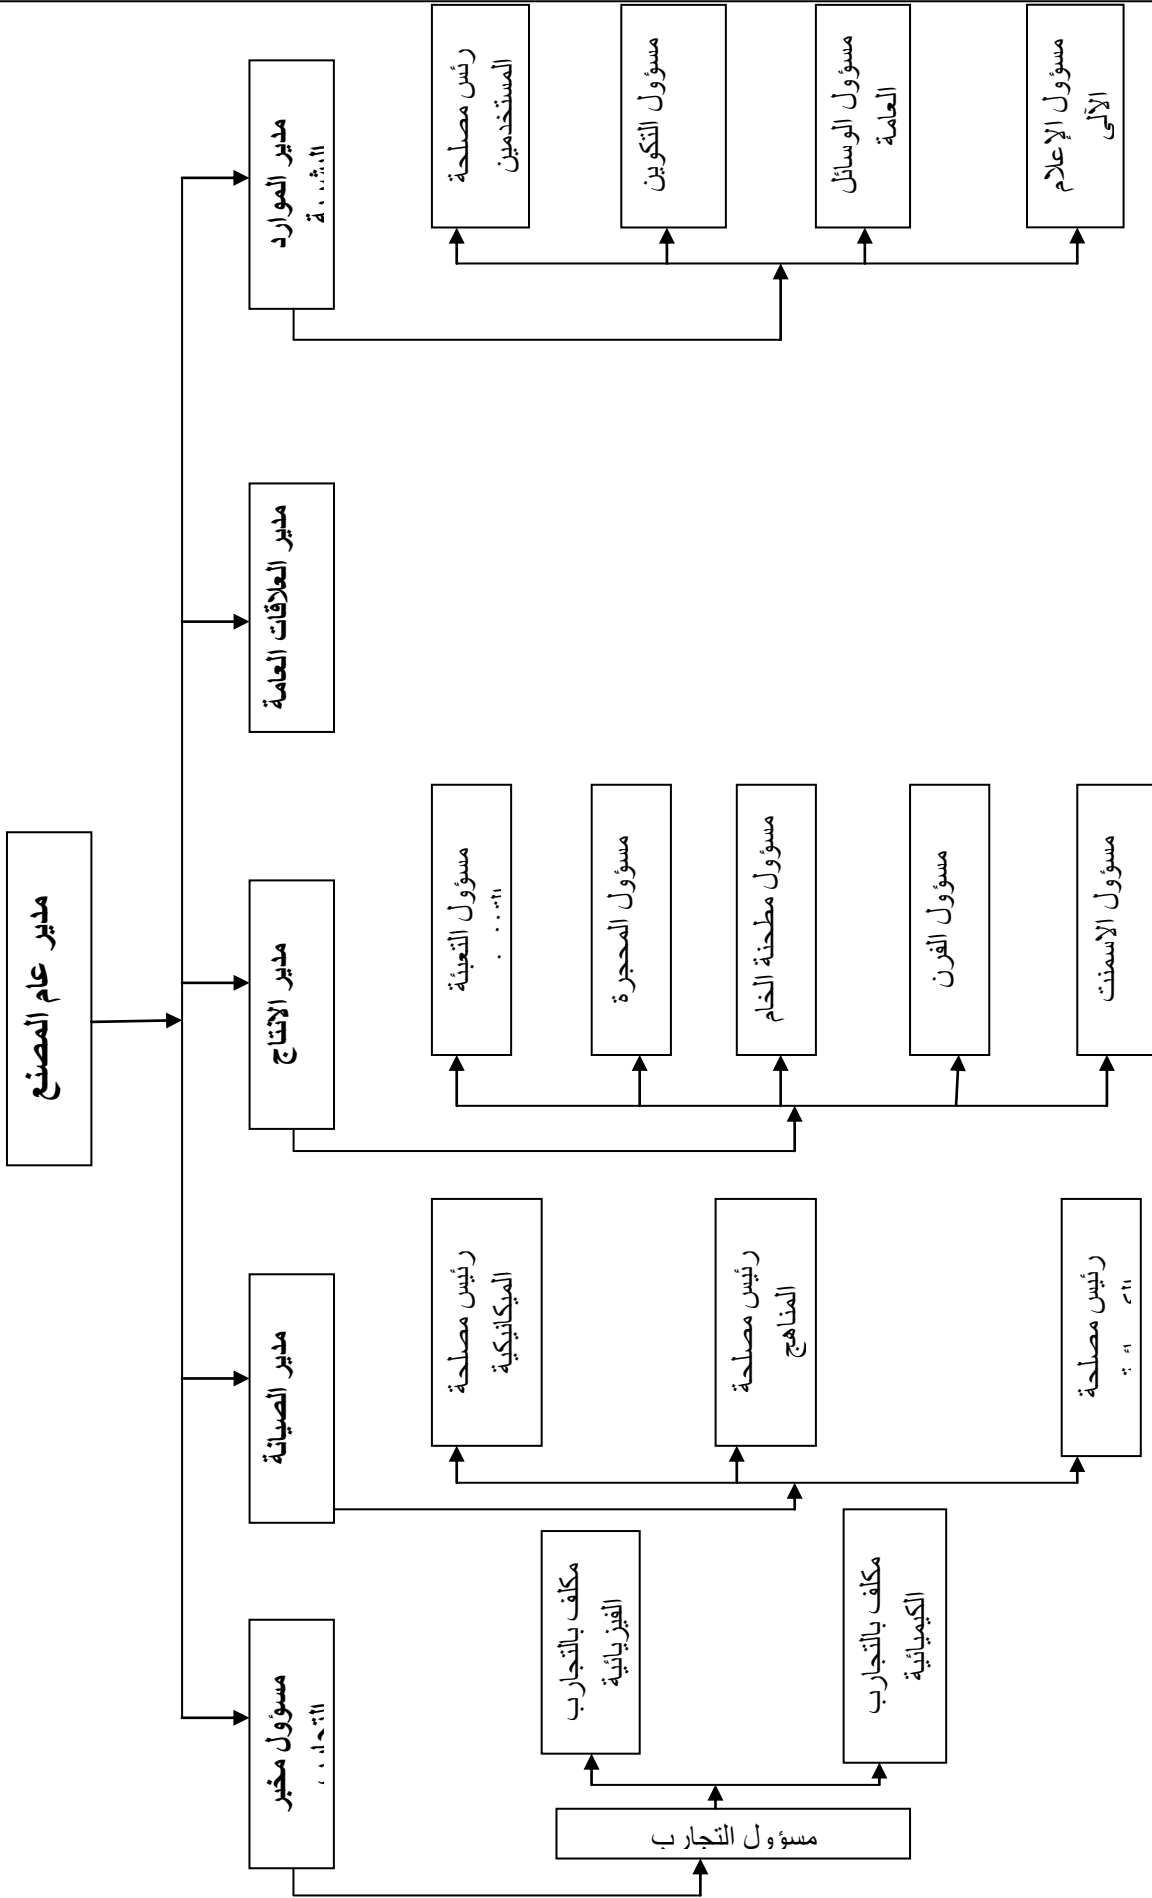 مدير عام المصنع
مدير الموارد
مدير العلاقات العامة
مدير الانتاج
مدير الصيانة
مسؤول مخبر
رئس مصلحة
المستخدمين
مسؤول التكوين
مسؤول الوسائل
العامة
مسؤول الإعلام
الآلي
مسؤول التعبئة
مسؤول المحجرة
مسؤول مطحنة الخام
مسؤول الفرن
مسؤول الاسمنت
رئيس مصلحة
الميكانيكية
رئيس مصلحة
المناهج
رئيس مصلحة
مسؤول التجارب
مكلف بالتجارب
الفيزيائية
مكلف بالتجارب
الكيميائية